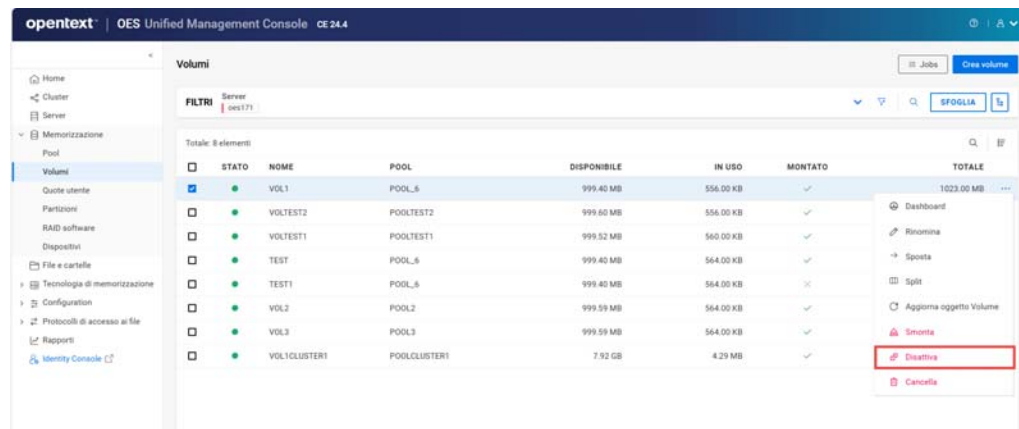 opentext™ | OES Unified Management Console CE 24.4
Home
Cluster
Server
Memorizzazione
Pool
Volumi
Quote utente
Partizioni
RAID software
Dispositivi
File e cartelle
Tecnologia di memorizzazione
Configuration
Protocolli di accesso ai file
Rapporti
Identity Console
Volumi
Jobs
Crea volume
FILTRI
Server
oes171
SFOGLIA
Totale: 8 elementi
STATO NOME POOL DISPONIBILE IN USO MONTATO TOTALE
VOL1 POOL_6 999.40 MB 556.00 KB 1023.00 MB
VOLTEST2 POOLTEST2 999.60 MB 556.00 KB
VOLTEST1 POOLTEST1 999.52 MB 560.00 KB
TEST POOL_6 999.40 MB 564.00 KB
TEST1 POOL_6 999.40 MB 564.00 KB
VOL2 POOL2 999.59 MB 564.00 KB
VOL3 POOL3 999.59 MB 564.00 KB
VOL1CLUSTER1 POOLCLUSTER1 7.92 GB 4.29 MB
Dashboard
Rinomina
Sposta
Split
Aggiorna oggetto Volume
Smonta
Disattiva
Cancella